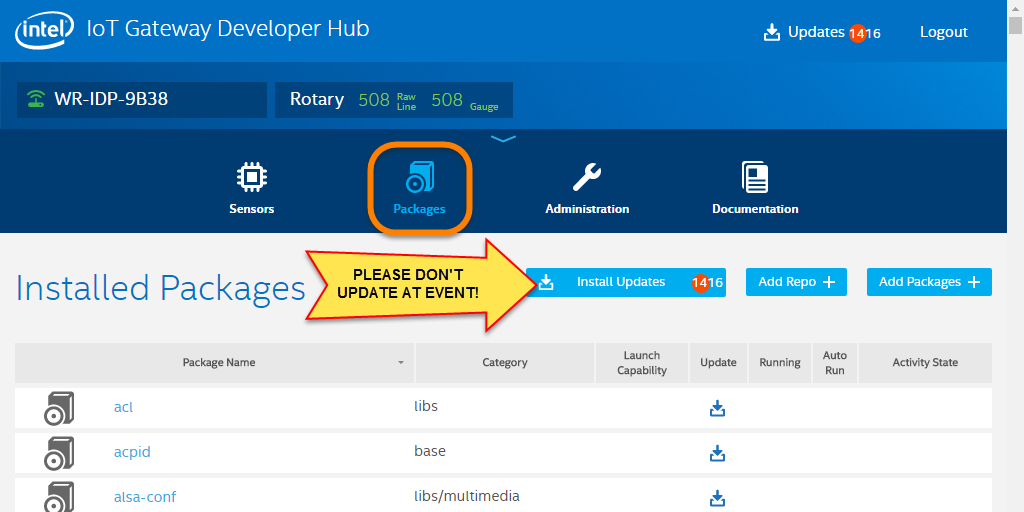 intel
IoT Gateway Developer Hub
Updates 1416
Logout
WR-IDP-9B38
Rotary 508 Raw Line 508 Gauge
Sensors
Packages
Administration
Documentation
Installed Packages
PLEASE DON'T
UPDATE AT EVENT!
Install Updates 1416
Add Repo +
Add Packages +
Package Name
Category
Launch
Capability
Update
Running
Auto
Run
Activity State
acl libs
acpid base
alsa-conf libs/multimedia